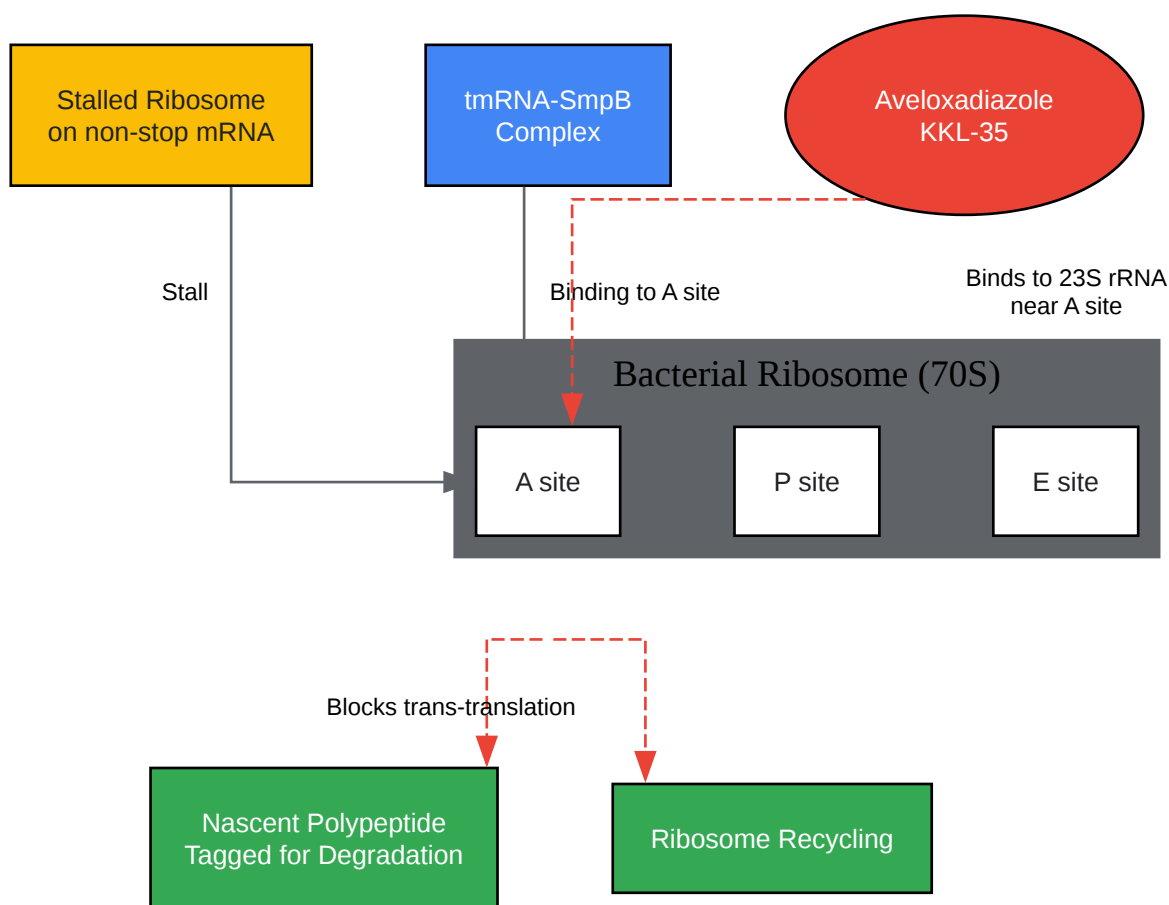 Stalled Ribosome
on non-stop mRNA
tmRNA-SmpB
Complex
Aveloxadiazole
KKL-35
Stall
Binding to A site
Binds to 23S rRNA
near A site
Bacterial Ribosome (70S)
A site
P site
E site
Blocks trans-translation
Nascent Polypeptide
Tagged for Degradation
Ribosome Recycling